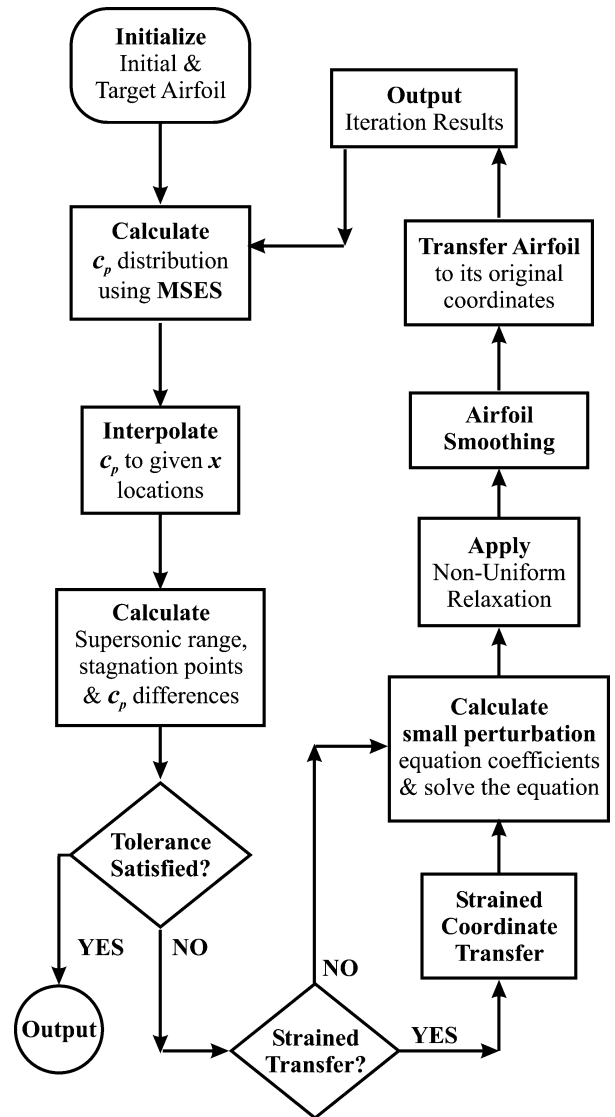 Initialize
Initial &
Target Airfoil
Calculate
cp distribution
using MSES
Interpolate
cp to given x
locations
Calculate
Supersonic range,
stagnation points
& cp differences
Tolerance
Satisfied?
YES
NO
Output
Strained
Transfer?
NO
YES
Strained
Coordinate
Transfer
Calculate
small perturbation
equation coefficients
& solve the equation
Apply
Non-Uniform
Relaxation
Airfoil
Smoothing
Transfer Airfoil
to its original
coordinates
Output
Iteration Results